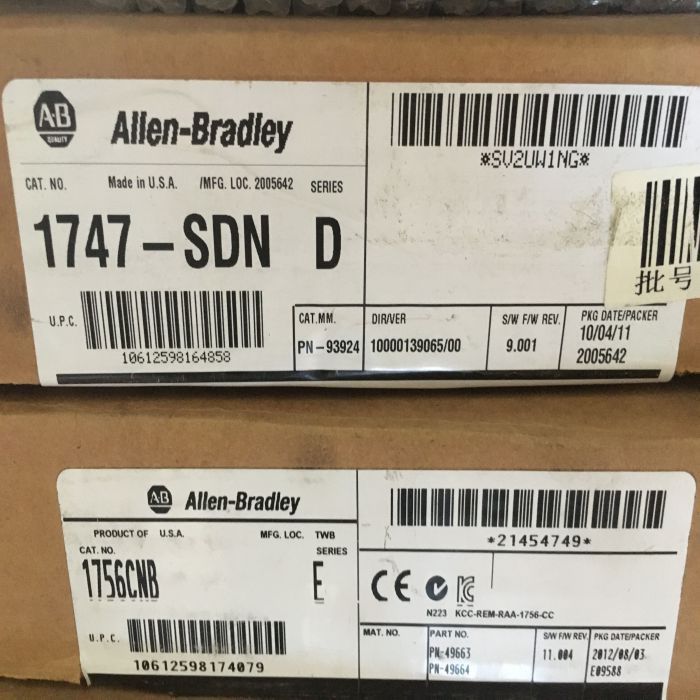 A-B
QUALITY
Allen-Bradley
*SV2UW1NG*
CAT. NO. Made in U.S.A. /MFG. LOC. 2005642 SERIES
1747-SDN D
批号
U.P.C.
10612598164858
CAT.MM. DIR/VER S/W F/W REV. PKG DATE/PACKER
PN-93924 10000139065/00 9.001 10/04/11
2005642
A-B Allen-Bradley
PRODUCT OF U.S.A. MFG. LOC. TWB
CAT. NO. SERIES
1756CNB E
*21454749*
CE
N223 KCC-REM-RAA-1756-CC
U.P.C.
10612598174079
MAT. NO. PART NO. S/W F/W REV. PKG DATE/PACKER
PN-49663 11.004 2012/08/03
PN-49664 E09588